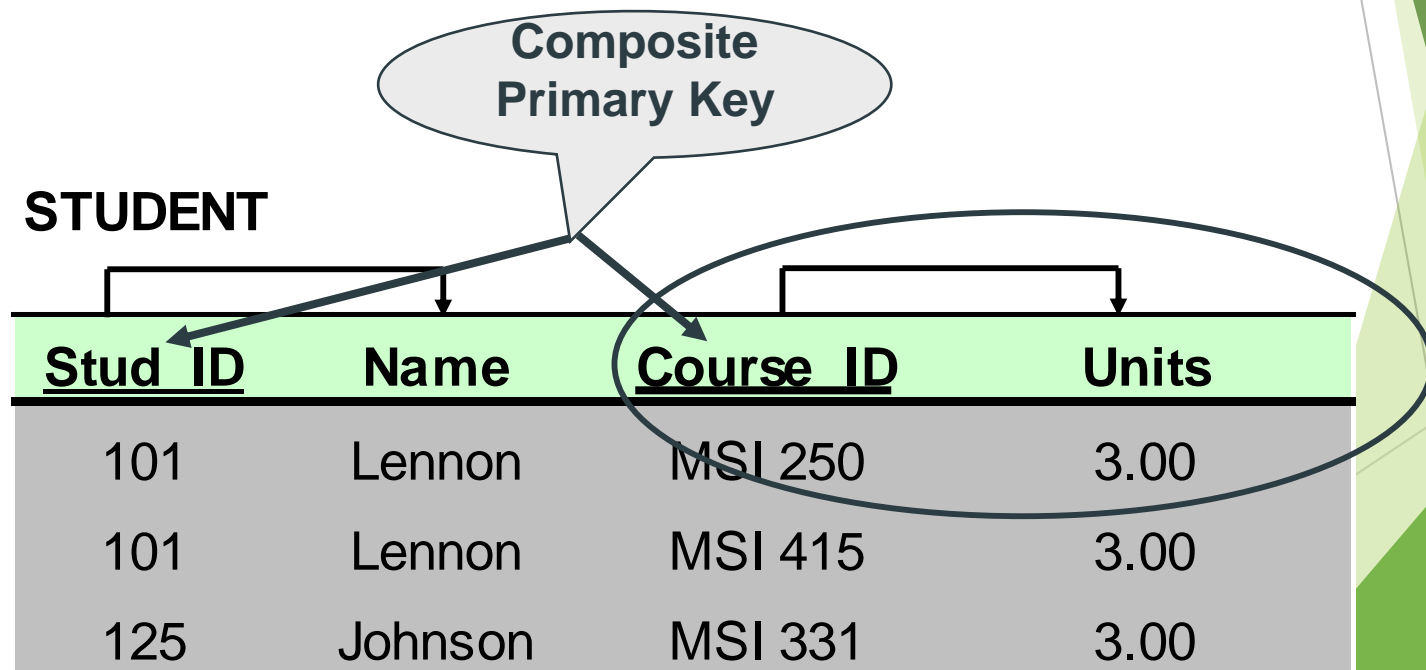 Composite
Primary Key
STUDENT
Stud_ID Name Course_ID Units
101 Lennon MSI 250 3.00
101 Lennon MSI 415 3.00
125 Johnson MSI 331 3.00